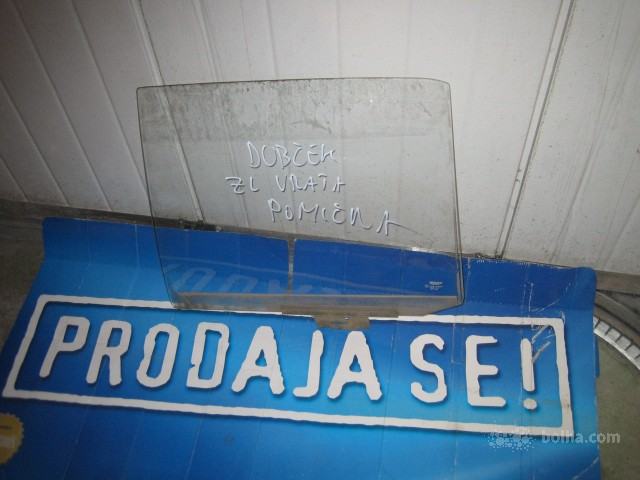 DOBČEK
ZL VRATA
POMIČNA
PRODAJA SE!
bolha.com